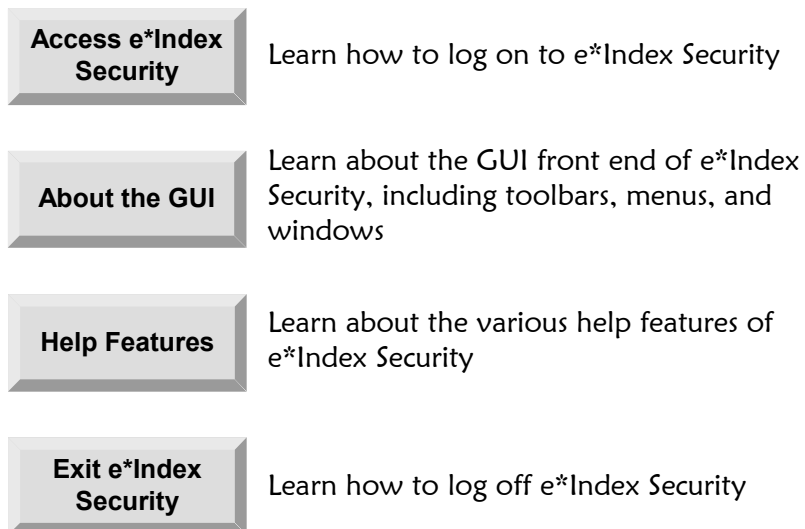 Access e*Index
Security
Learn how to log on to e*Index Security
About the GUI
Learn about the GUI front end of e*Index
Security, including toolbars, menus, and
windows
Help Features
Learn about the various help features of
e*Index Security
Exit e*Index
Security
Learn how to log off e*Index Security